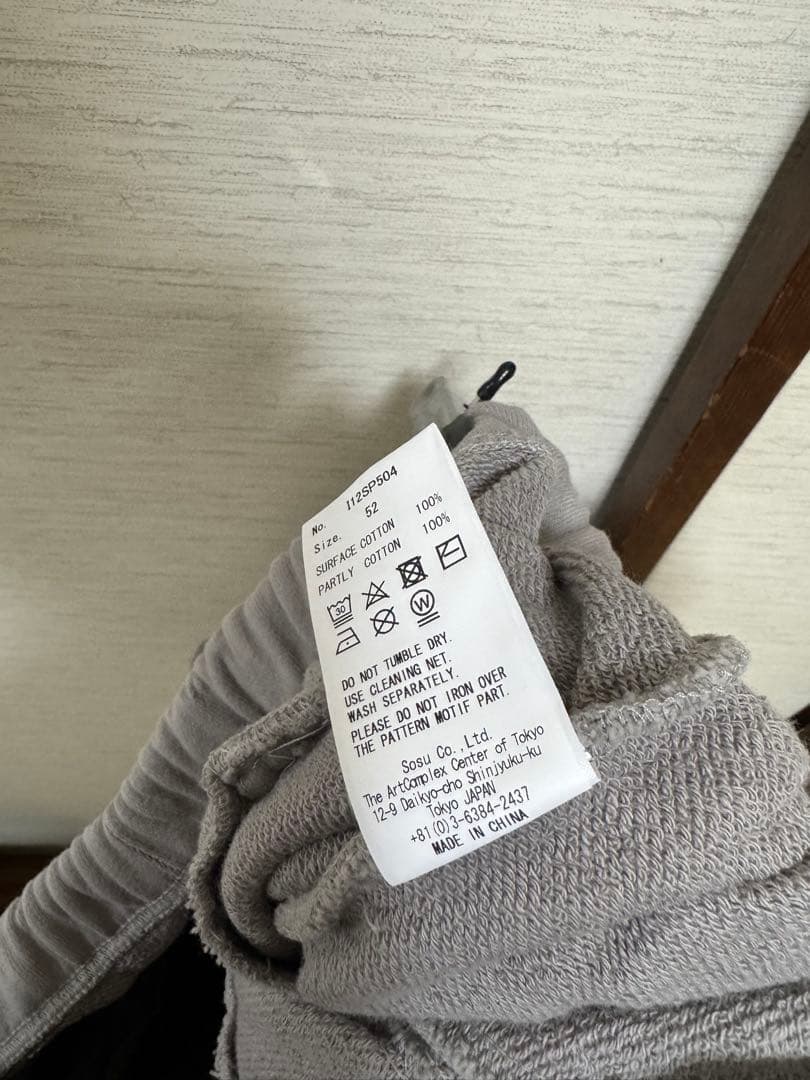 No. I12SP504
Size. 52
SURFACE COTTON 100%
PARTLY COTTON 100%
30
W
DO NOT TUMBLE DRY.
USE CLEANING NET.
WASH SEPARATELY.
PLEASE DO NOT IRON OVER
THE PATTERN MOTIF PART.
Sosu Co., Ltd.
The ArtComplex Center of Tokyo
12-9 Daikyo-cho Shinjyuku-ku
Tokyo JAPAN
+81(0)3-6384-2437
MADE IN CHINA